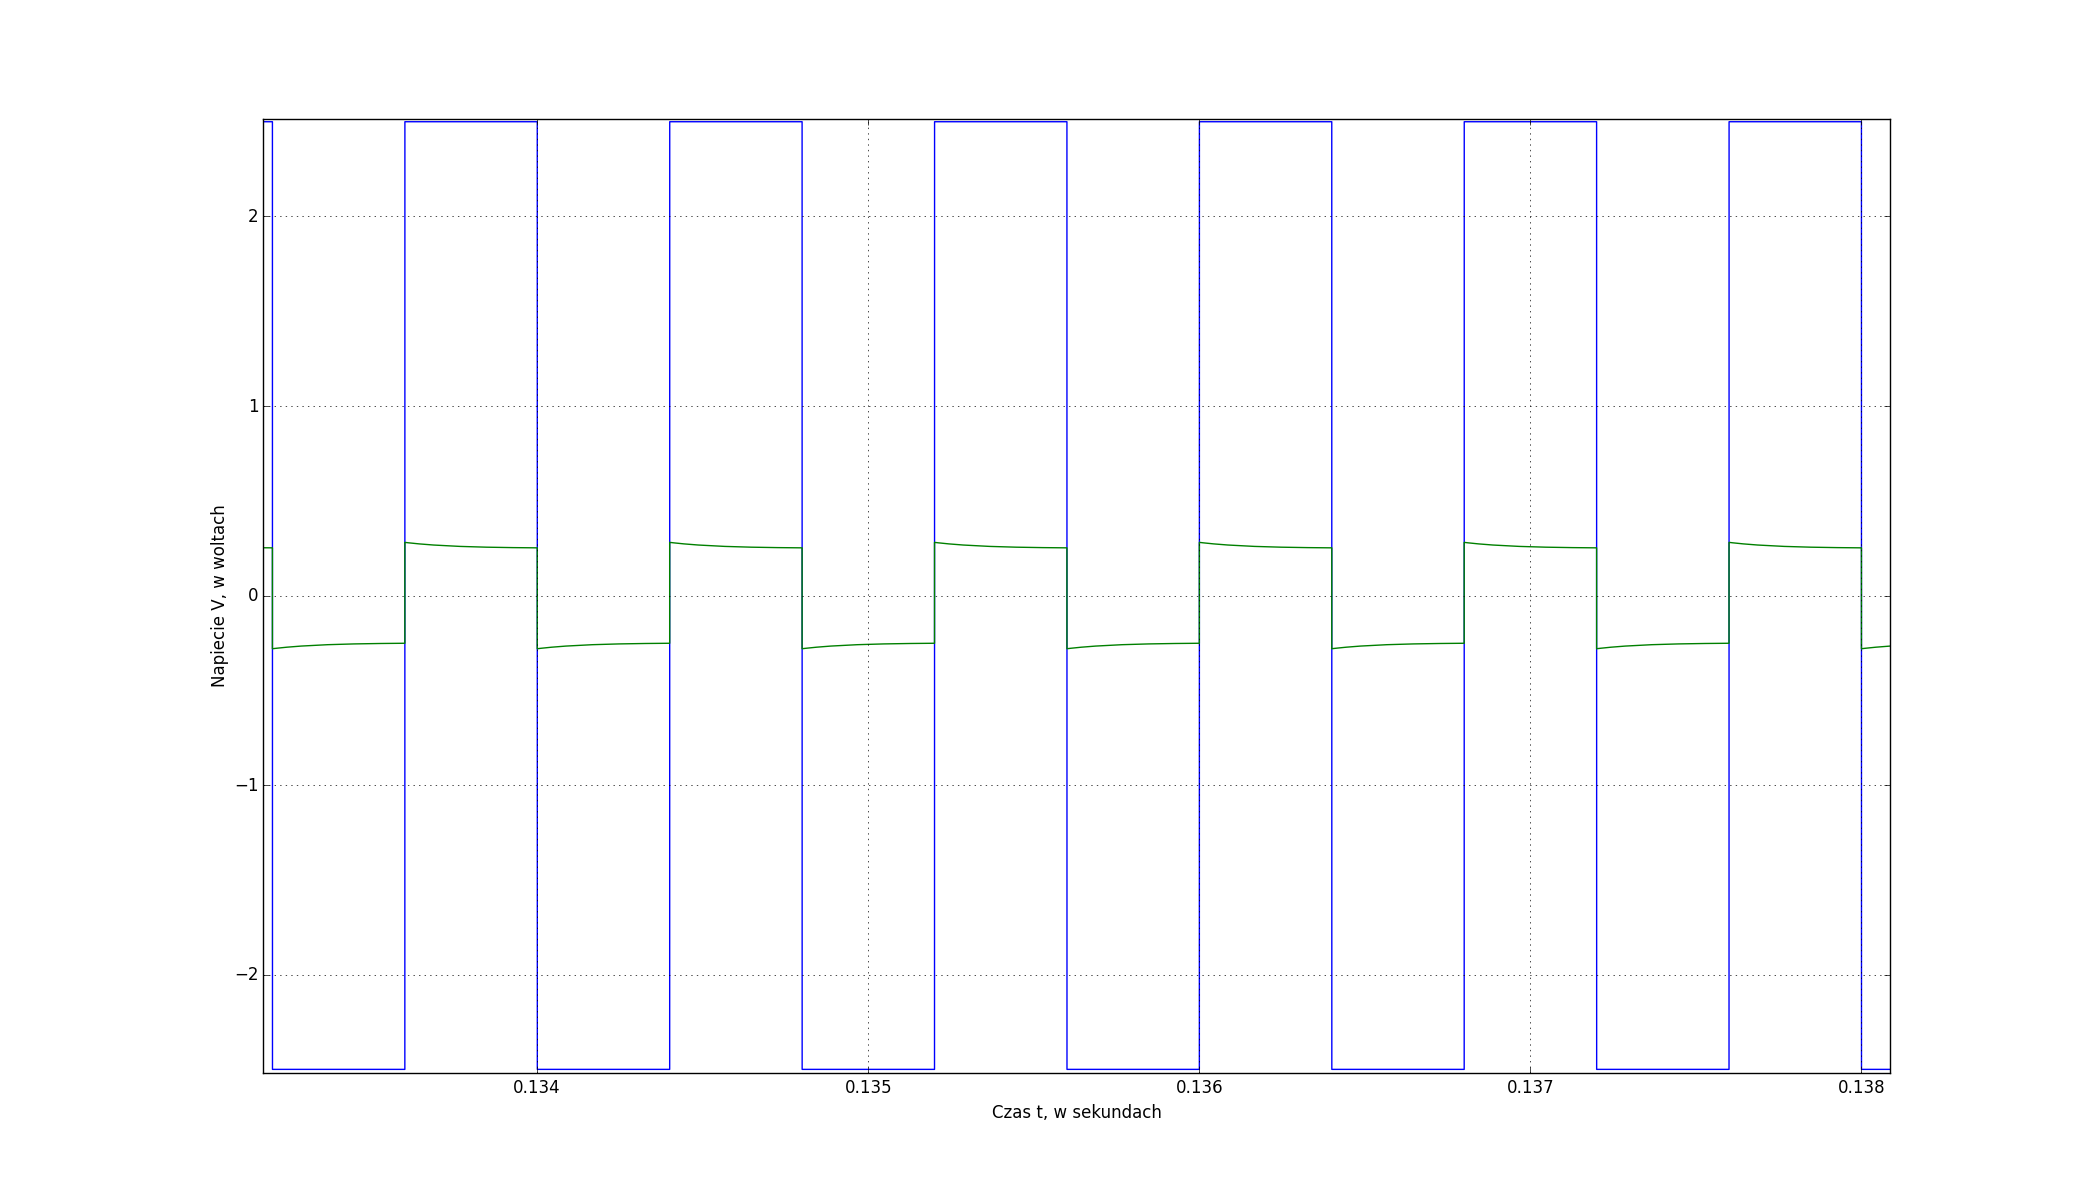 2
1
0
−1
−2
Napiecie V, w woltach
0.134 0.135 0.136 0.137 0.138
Czas t, w sekundach